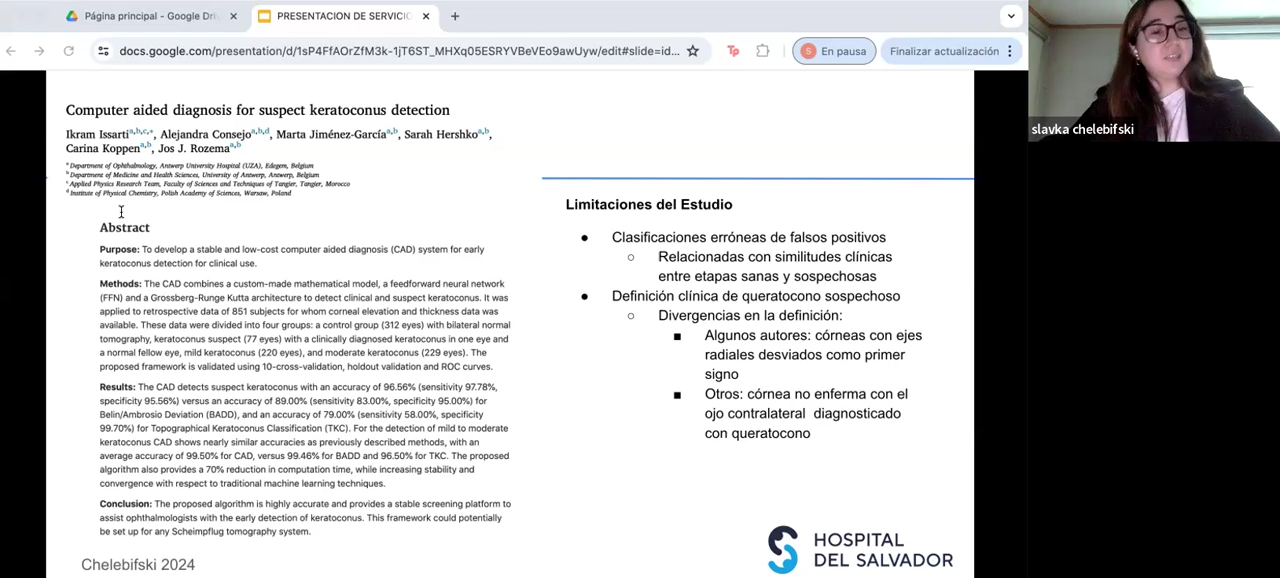 Página principal - Google Dri
PRESENTACION DE SERVICIO
docs.google.com/presentation/d/1sP4FfAOrZfM3k-1jT6ST_MHXq05ESRYVBeVEo9awUyw/edit#slide=id...
Tp
S
En pausa
Finalizar actualización
slavka chelebifski
Computer aided diagnosis for suspect keratoconus detection
Ikram Issarti a,b,c,*, Alejandra Consejo a,b,d, Marta Jiménez-García a,b, Sarah Hershko a,b,
Carina Koppen a,b, Jos J. Rozema a,b
a Department of Ophthalmology, Antwerp University Hospital (UZA), Edegem, Belgium
b Department of Medicine and Health Sciences, University of Antwerp, Antwerp, Belgium
c Applied Physics Research Team, Faculty of Sciences and Techniques of Tangier, Tangier, Morocco
d Institute of Physical Chemistry, Polish Academy of Sciences, Warsaw, Poland
Abstract
Purpose: To develop a stable and low-cost computer aided diagnosis (CAD) system for early
keratoconus detection for clinical use.
Methods: The CAD combines a custom-made mathematical model, a feedforward neural network
(FFN) and a Grossberg-Runge Kutta architecture to detect clinical and suspect keratoconus. It was
applied to retrospective data of 851 subjects for whom corneal elevation and thickness data was
available. These data were divided into four groups: a control group (312 eyes) with bilateral normal
tomography, keratoconus suspect (77 eyes) with a clinically diagnosed keratoconus in one eye and
a normal fellow eye, mild keratoconus (220 eyes), and moderate keratoconus (229 eyes). The
proposed framework is validated using 10-cross-validation, holdout validation and ROC curves.
Results: The CAD detects suspect keratoconus with an accuracy of 96.56% (sensitivity 97.78%,
specificity 95.56%) versus an accuracy of 89.00% (sensitivity 83.00%, specificity 95.00%) for
Belin/Ambrosio Deviation (BADD), and an accuracy of 79.00% (sensitivity 58.00%, specificity
99.70%) for Topographical Keratoconus Classification (TKC). For the detection of mild to moderate
keratoconus CAD shows nearly similar accuracies as previously described methods, with an
average accuracy of 99.50% for CAD, versus 99.46% for BADD and 96.50% for TKC. The proposed
algorithm also provides a 70% reduction in computation time, while increasing stability and
convergence with respect to traditional machine learning techniques.
Conclusion: The proposed algorithm is highly accurate and provides a stable screening platform to
assist ophthalmologists with the early detection of keratoconus. This framework could potentially
be set up for any Scheimpflug tomography system.
Chelebifski 2024
Limitaciones del Estudio
● Clasificaciones erróneas de falsos positivos
○ Relacionadas con similitudes clínicas
entre etapas sanas y sospechosas
● Definición clínica de queratocono sospechoso
○ Divergencias en la definición:
■ Algunos autores: córneas con ejes
radiales desviados como primer
signo
■ Otros: córnea no enferma con el
ojo contralateral diagnosticado
con queratocono
HOSPITAL
DEL SALVADOR